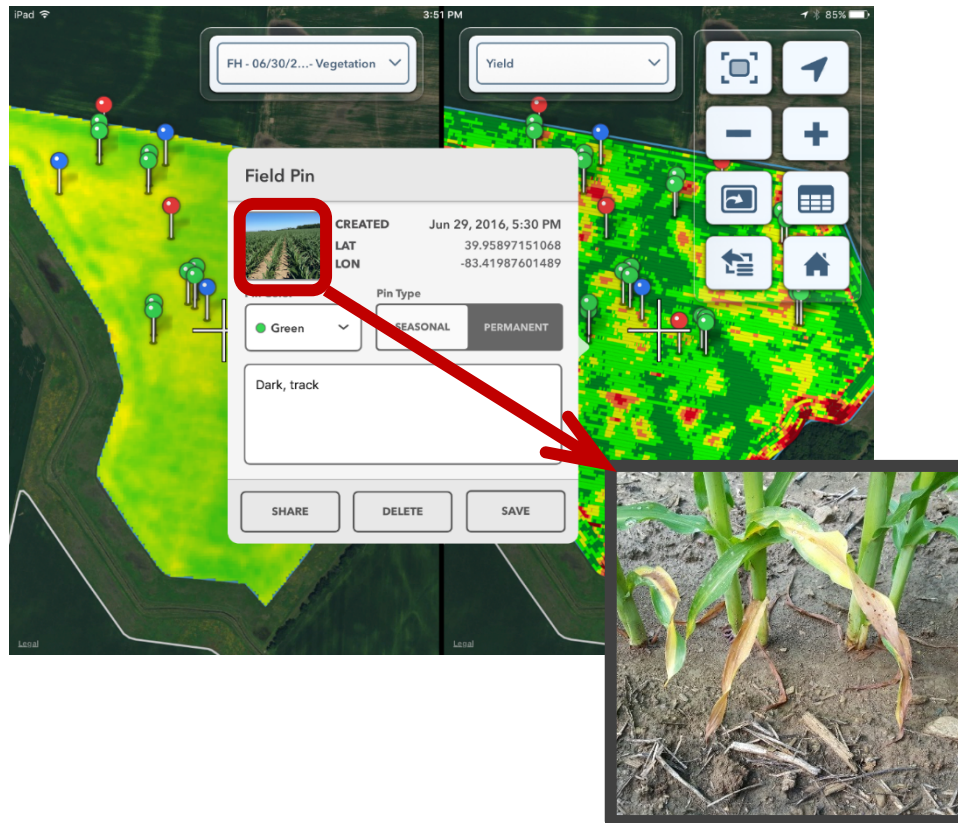 iPad
3:51 PM
85%
FH - 06/30/2...- Vegetation
Yield
Field Pin
CREATED Jun 29, 2016, 5:30 PM
LAT 39.95897151068
LON -83.41987601489
Pin Type
Green
SEASONAL PERMANENT
Dark, track
SHARE DELETE SAVE
Legal
Legal